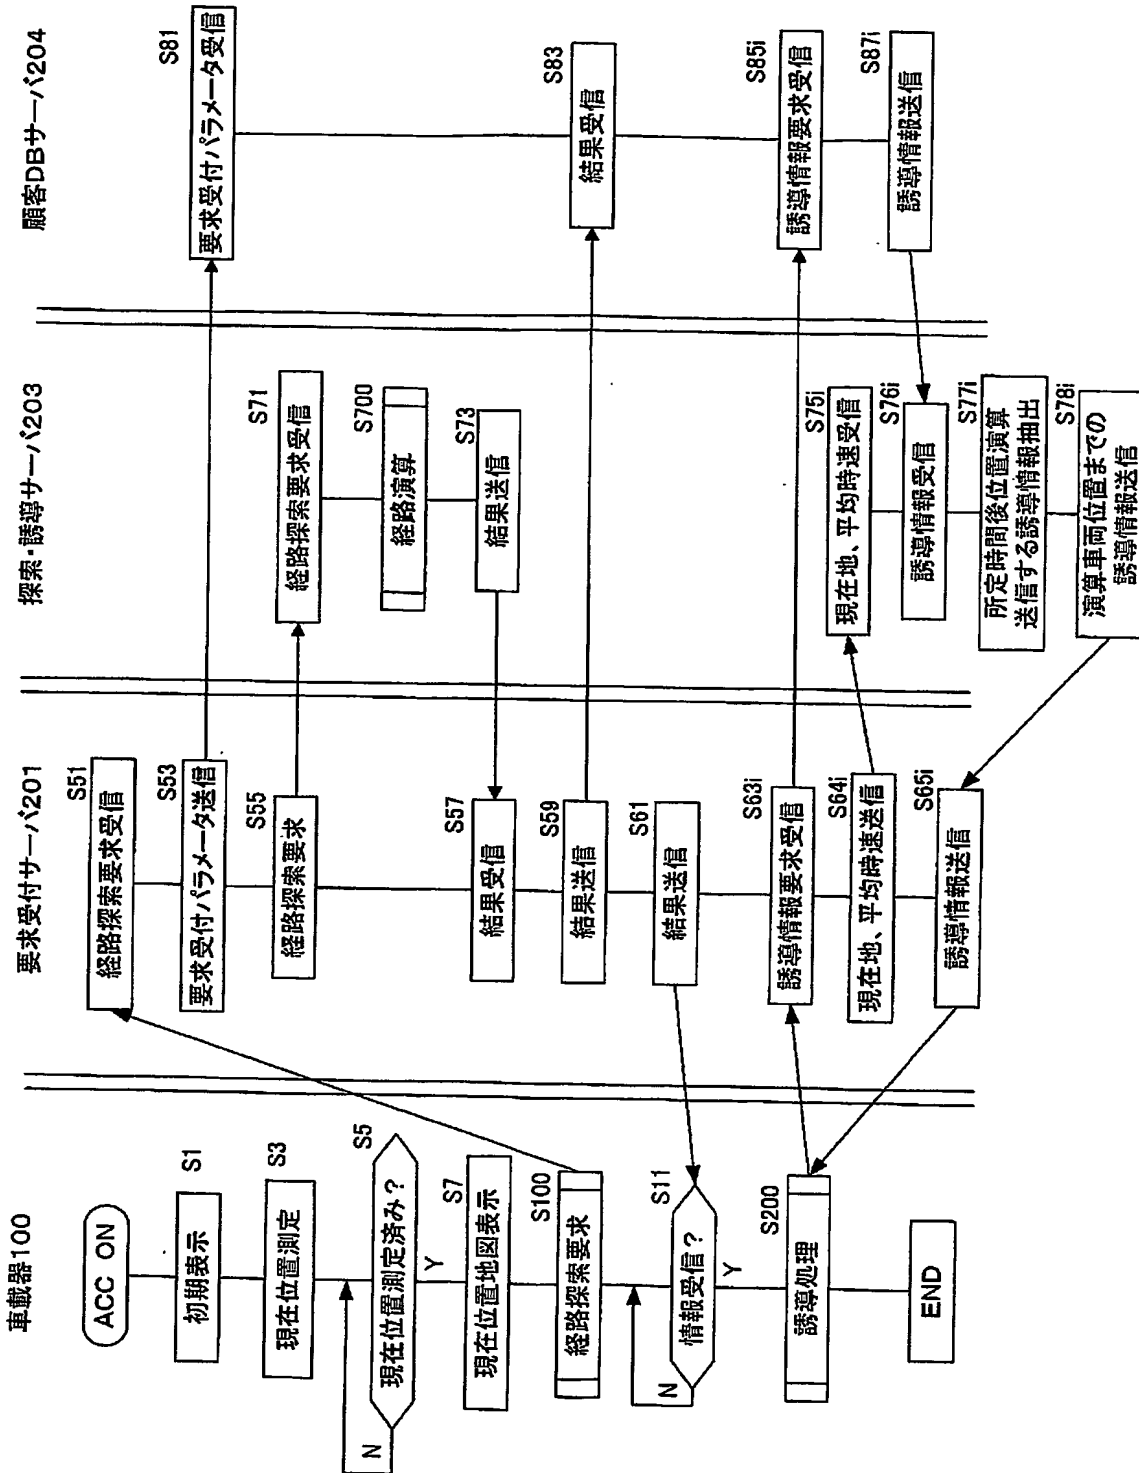 車載器100
ACC ON
S1
初期表示
S3
現在位置測定
S5
現在位置測定済み?
N
Y
S7
現在位置地図表示
S100
経路探索要求
S11
情報受信?
N
Y
S200
誘導処理
END
要求受付サーバ201
S51
経路探索要求受信
S53
要求受付パラメータ送信
S55
経路探索要求
S57
結果受信
S59
結果送信
S61
結果送信
S63i
誘導情報要求受信
S64i
現在地、平均時速送信
S65i
誘導情報送信
探索・誘導サーバ203
S71
経路探索要求受信
S700
経路演算
S73
結果送信
S75i
現在地、平均時速受信
S76i
誘導情報受信
S77i
所定時間後位置演算
送信する誘導情報抽出
S78i
演算車両位置までの
誘導情報送信
顧客DBサーバ204
S81
要求受付パラメータ受信
S83
結果受信
S85i
誘導情報要求受信
S87i
誘導情報送信